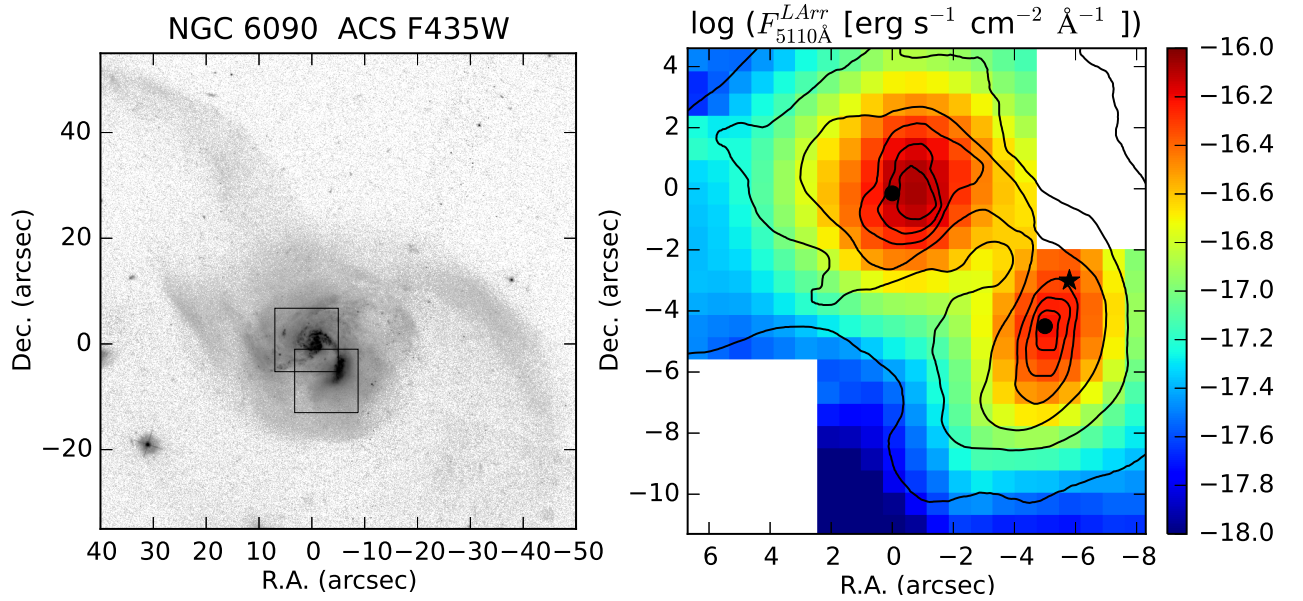 NGC 6090 ACS F435W
40
20
0
−20
40 30 20 10 0 −10−20−30−40−50
R.A. (arcsec)
Dec. (arcsec)
log (F^{LArr}_{5110Å} [erg s⁻¹ cm⁻² Å⁻¹ ])
4
2
0
−2
−4
−6
−8
−10
6 4 2 0 −2 −4 −6 −8
R.A. (arcsec)
Dec. (arcsec)
−16.0
−16.2
−16.4
−16.6
−16.8
−17.0
−17.2
−17.4
−17.6
−17.8
−18.0